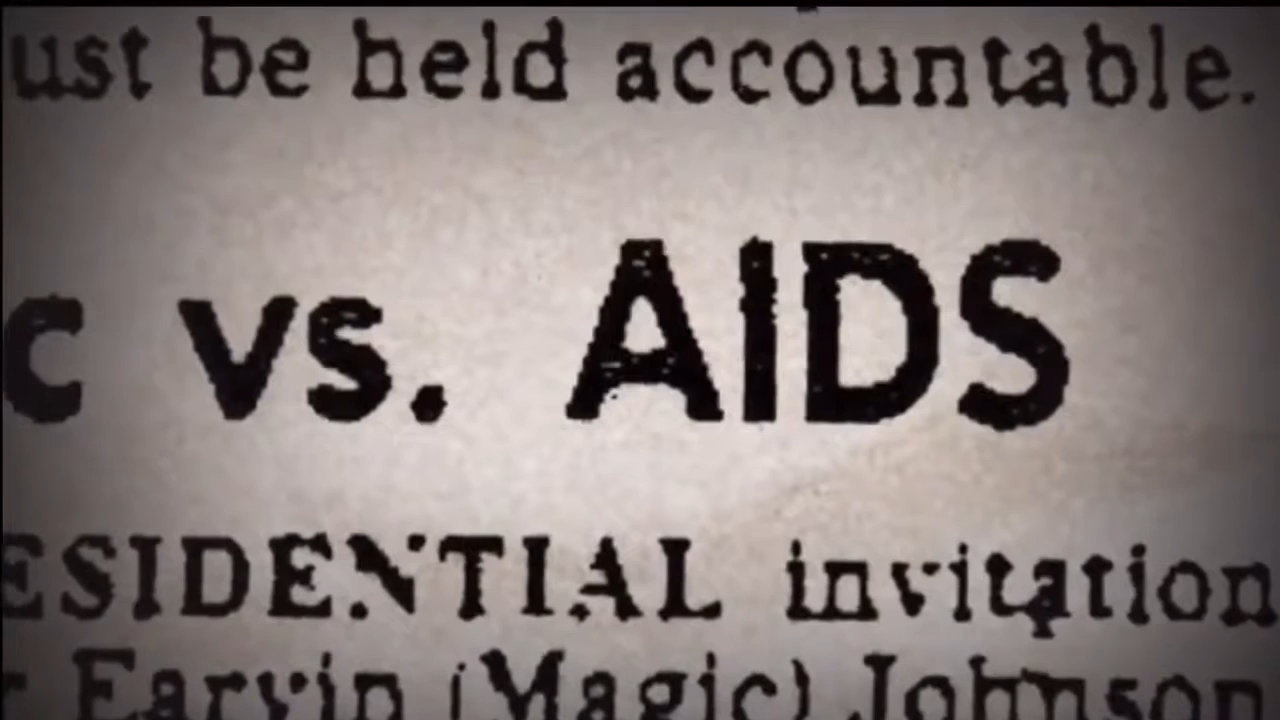 ust be held accountable.
c vs. AIDS
ESIDENTIAL invitation
r Earvin (Magic) Johnson